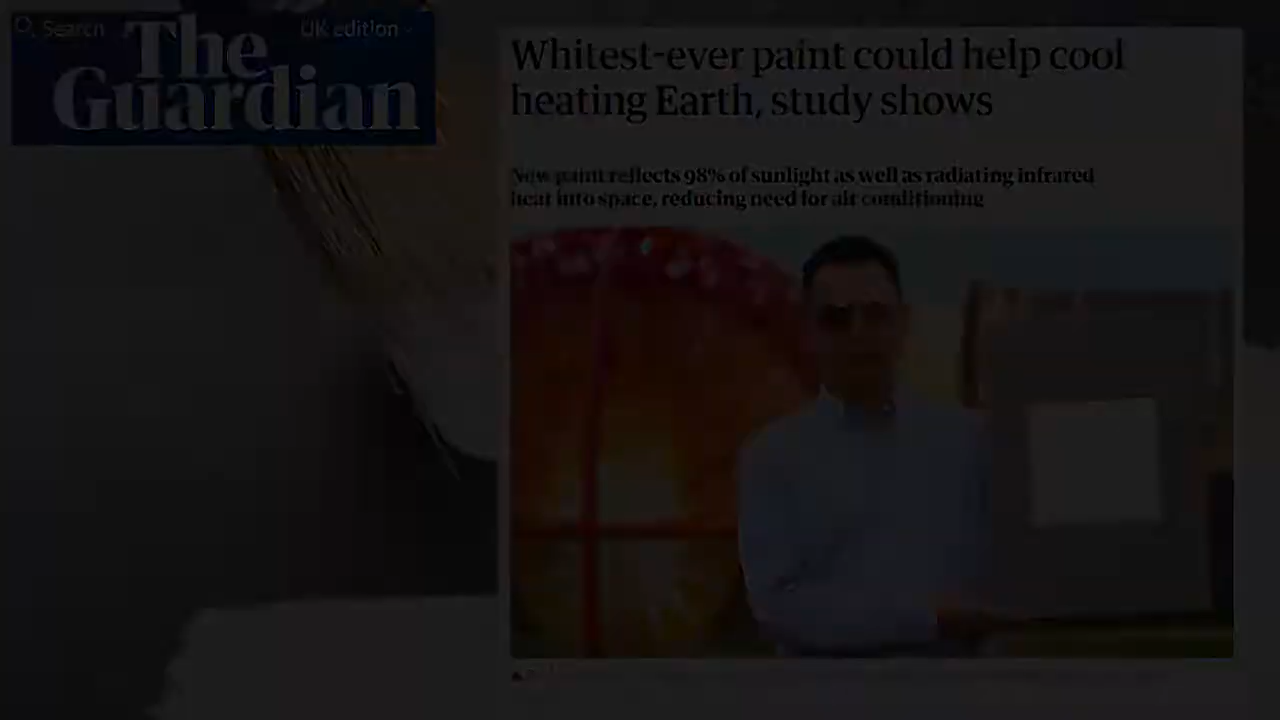 Search
UK edition
The
Guardian
Whitest-ever paint could help cool
heating Earth, study shows
New paint reflects 98% of sunlight as well as radiating infrared
heat into space, reducing need for air conditioning